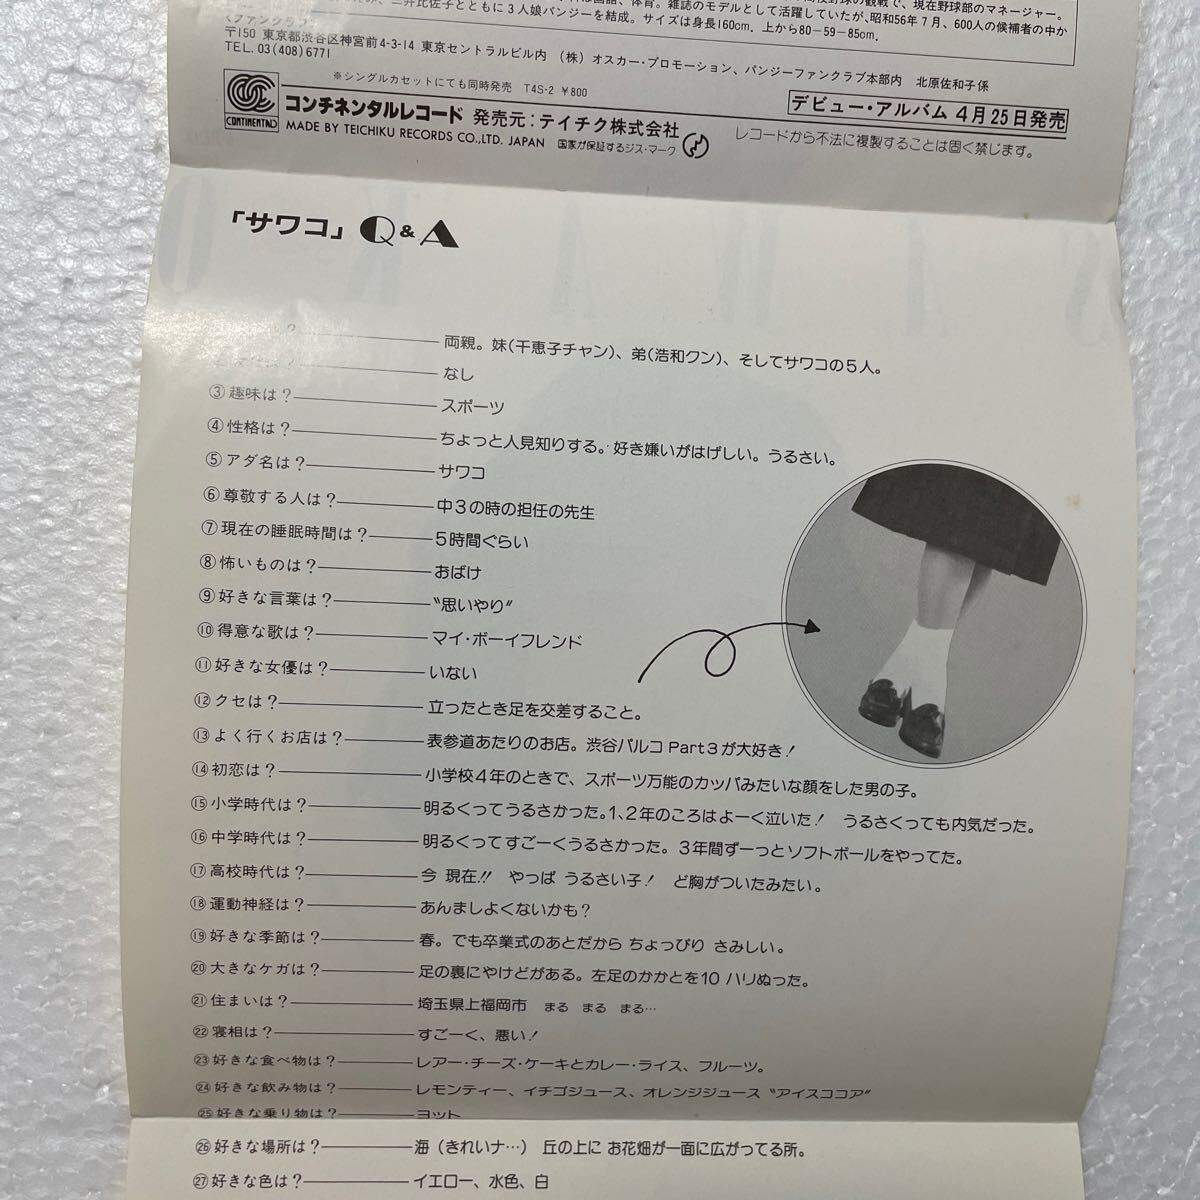 高校野球の観戦で、現在野球部のマネージャー。
三井比佐子とともに3人娘パンジーを結成。サイズは身長160cm. 上から80−59−85cm.
国語、体育。雑誌のモデルとして活躍していたが、昭和56年7月、600人の候補者の中か
〈ファンクラブ〉
〒150 東京都渋谷区神宮前4-3-14 東京セントラルビル内 (株) オスカー・プロモーション、パンジーファンクラブ本部内 北原佐和子係
TEL. 03(408)6771
※シングルカセットにても同時発売 T4S-2 ¥800
CONTINENTAL
コンチネンタルレコード 発売元:テイチク株式会社
デビュー・アルバム 4月25日発売
MADE BY TEICHIKU RECORDS CO.,LTD. JAPAN 国家が保証するジス・マーク
レコードから不法に複製することは固く禁じます。
「サワコ」 Q&A
? 両親。妹(千恵子チャン)、弟(浩和クン)、そしてサワコの5人。
? なし
③趣味は? スポーツ
④性格は? ちょっと人見知りする。好き嫌いがはげしい。うるさい。
⑤アダ名は? サワコ
⑥尊敬する人は? 中3の時の担任の先生
⑦現在の睡眠時間は? 5時間ぐらい
⑧怖いものは? おばけ
⑨好きな言葉は? "思いやり"
⑩得意な歌は? マイ・ボーイフレンド
⑪好きな女優は? いない
⑫クセは? 立ったとき足を交差すること。
⑬よく行くお店は? 表参道あたりのお店。渋谷パルコ Part3が大好き!
⑭初恋は? 小学校4年のときで、スポーツ万能のカッパみたいな顔をした男の子。
⑮小学時代は? 明るくってうるさかった。1、2年のころはよーく泣いた! うるさくっても内気だった。
⑯中学時代は? 明るくってすごーくうるさかった。3年間ずーっとソフトボールをやってた。
⑰高校時代は? 今 現在!! やっぱ うるさい子! ど胸がついたみたい。
⑱運動神経は? あんましよくないかも?
⑲好きな季節は? 春。でも卒業式のあとだから ちょっぴり さみしい。
⑳大きなケガは? 足の裏にやけどがある。左足のかかとを10 ハリぬった。
㉑住まいは? 埼玉県上福岡市 まる まる まる…
㉒寝相は? すごーく、悪い!
㉓好きな食べ物は? レアー・チーズ・ケーキとカレー・ライス、フルーツ。
㉔好きな飲み物は? レモンティー、イチゴジュース、オレンジジュース "アイスココア"
㉕好きな乗り物は? ヨット
㉖好きな場所は? 海(きれいナ…) 丘の上に お花畑が一面に広がってる所。
㉗好きな色は? イエロー、水色、白